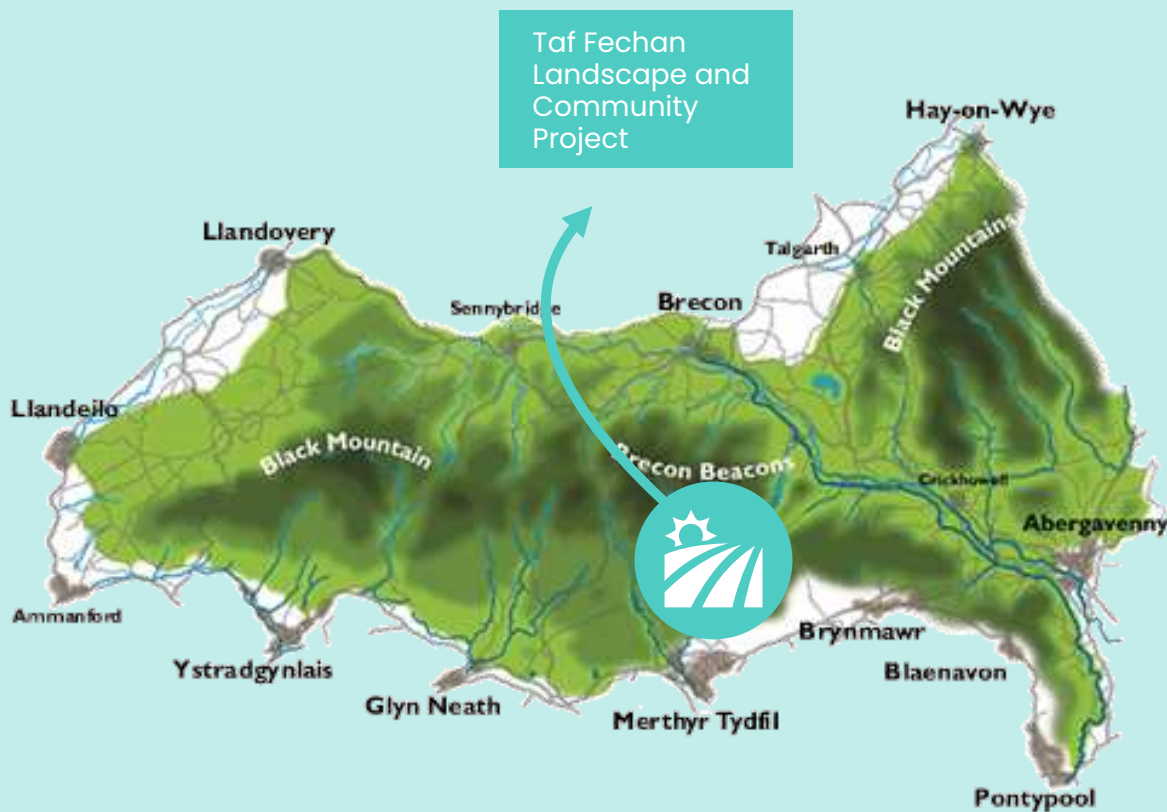 Taf Fechan
Landscape and
Community
Project
Hay-on-Wye
Llandovery
Talgarth
Black Mountains
Sennybridge
Brecon
Llandeilo
Black Mountain
Brecon Beacons
Crickhowell
Abergavenny
Ammanford
Brynmawr
Ystradgynlais
Blaenavon
Glyn Neath
Merthyr Tydfil
Pontypool